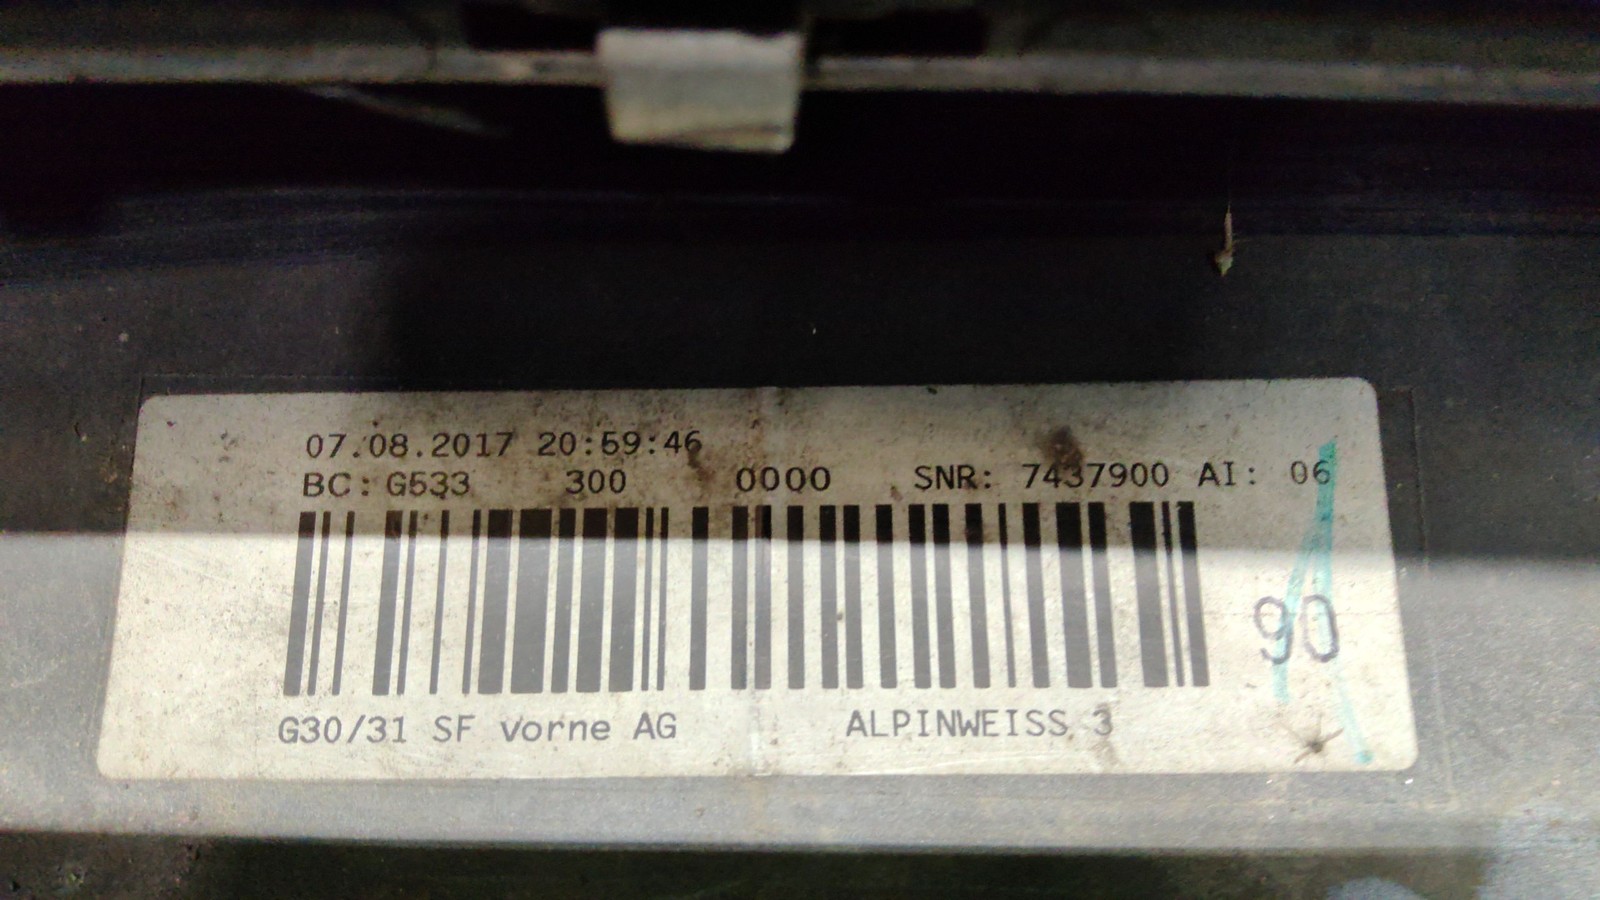 07.08.2017 20:59:46
BC: G533 300 0000 SNR: 7437900 AI: 06
90
G30/31 SF vorne AG ALPINWEISS 3